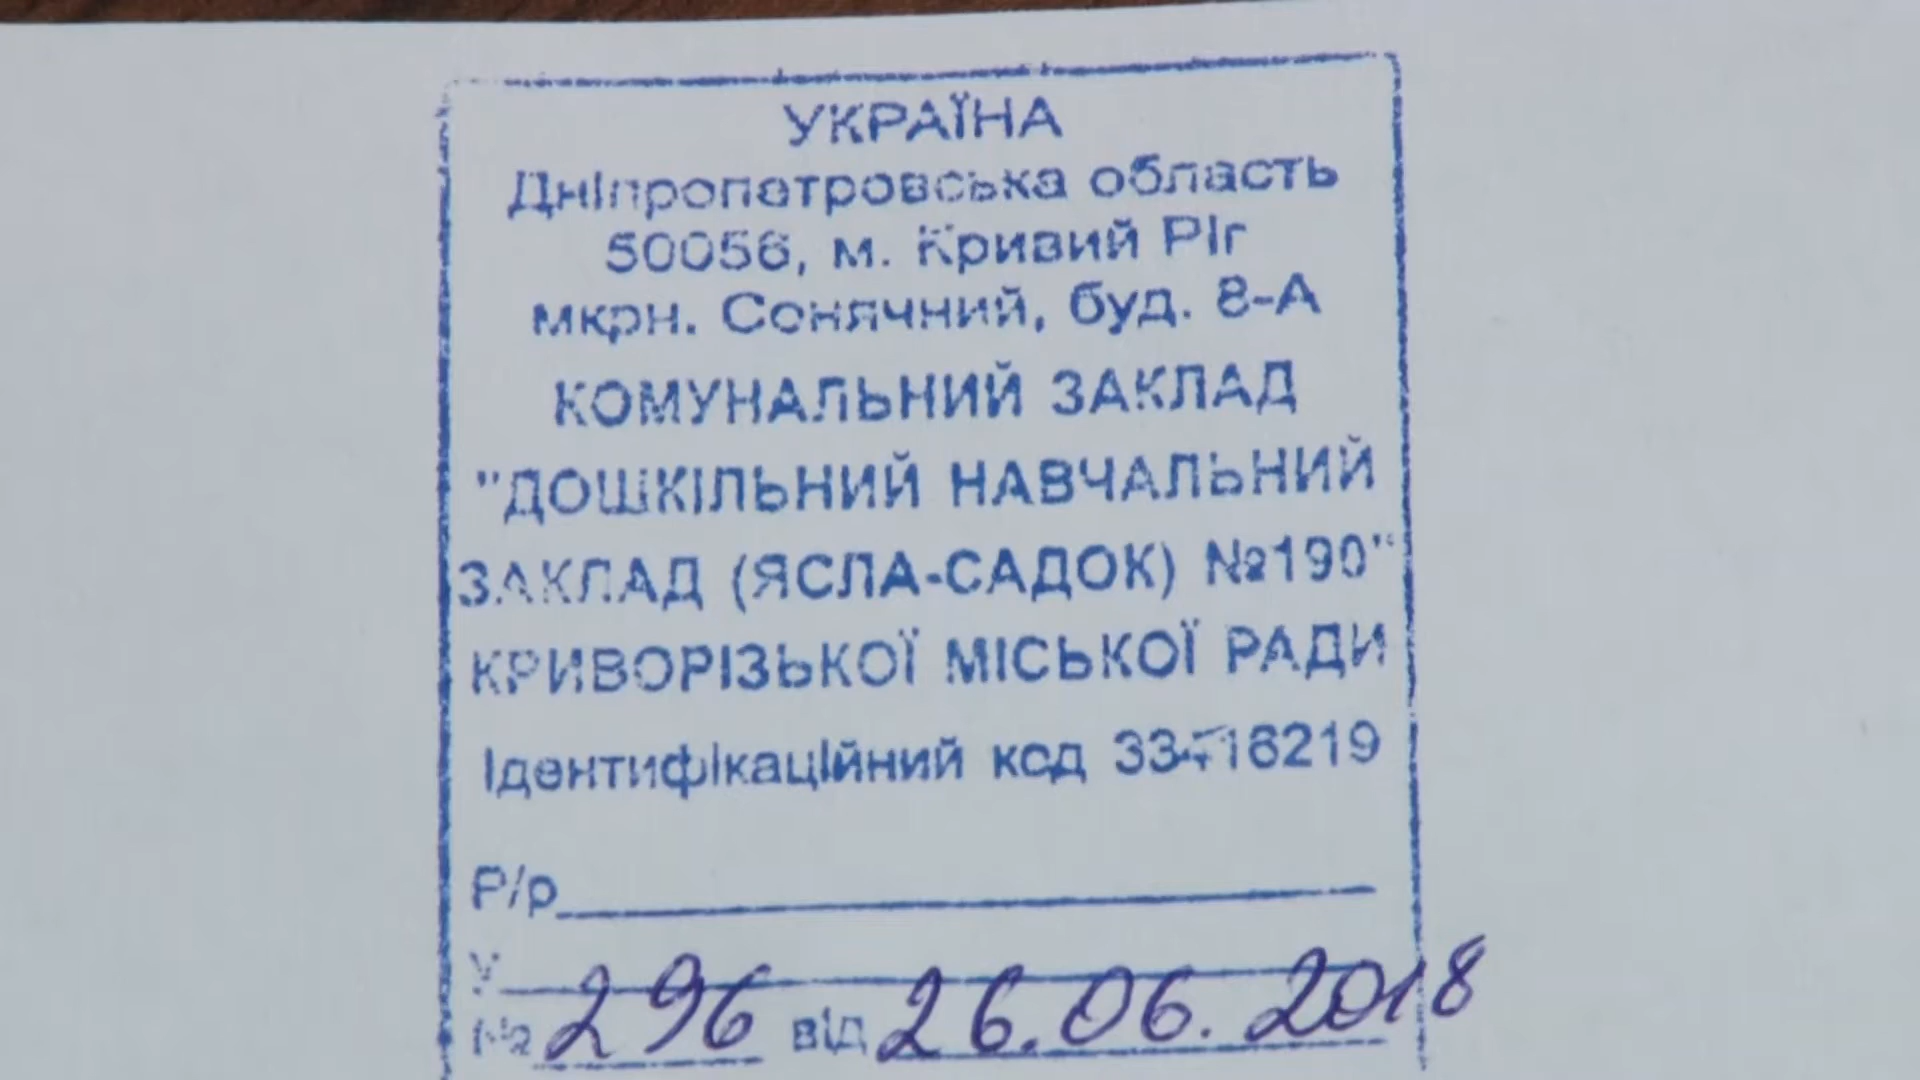 УКРАЇНА
Дніпропетровська область
50056, м. Кривий Ріг
мкрн. Сонячний, буд. 8-А
КОМУНАЛЬНИЙ ЗАКЛАД
"ДОШКІЛЬНИЙ НАВЧАЛЬНИЙ
ЗАКЛАД (ЯСЛА-САДОК) №190"
КРИВОРІЗЬКОЇ МІСЬКОЇ РАДИ
Ідентифікаційний код 33416219
Р/р
У
№ 296 від 26.06.2018